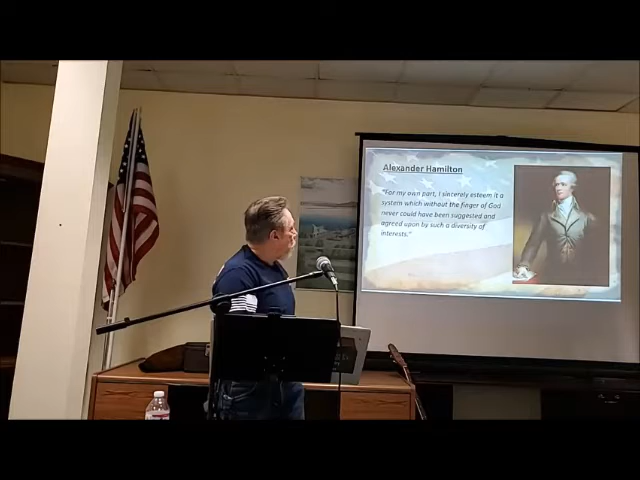 Alexander Hamilton
"For my own part, I sincerely esteem it a
system which without the finger of God
never could have been suggested and
agreed upon by such a diversity of
interests."